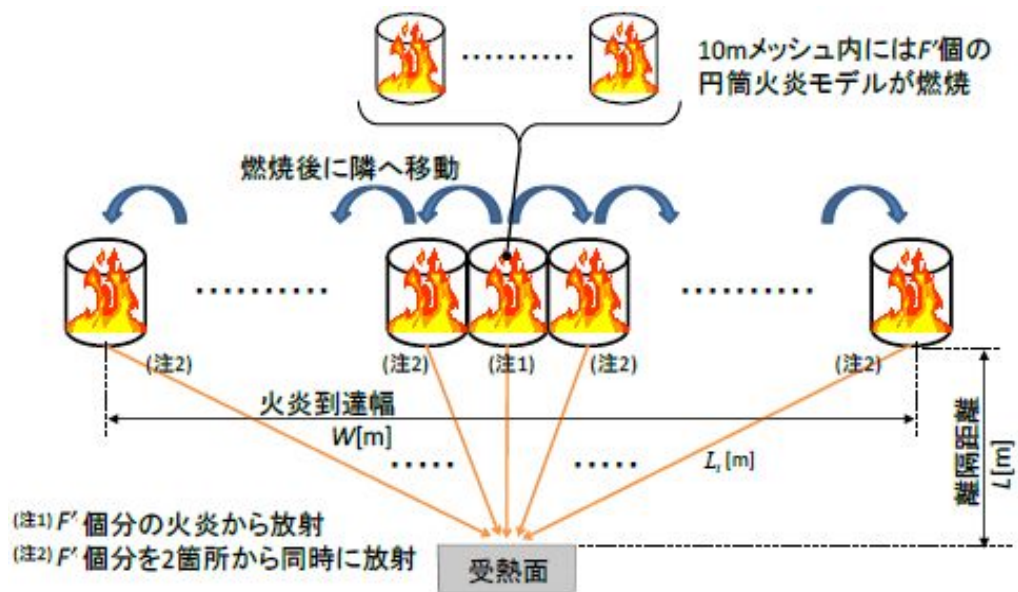 10mメッシュ内にはF'個の
円筒火炎モデルが燃焼
燃焼後に隣へ移動
(注2)
(注2)
(注1)
(注2)
(注2)
火炎到達幅
W[m]
Lᵢ [m]
離隔距離
L[m]
(注1) F' 個分の火炎から放射
(注2) F' 個分を2箇所から同時に放射
受熱面